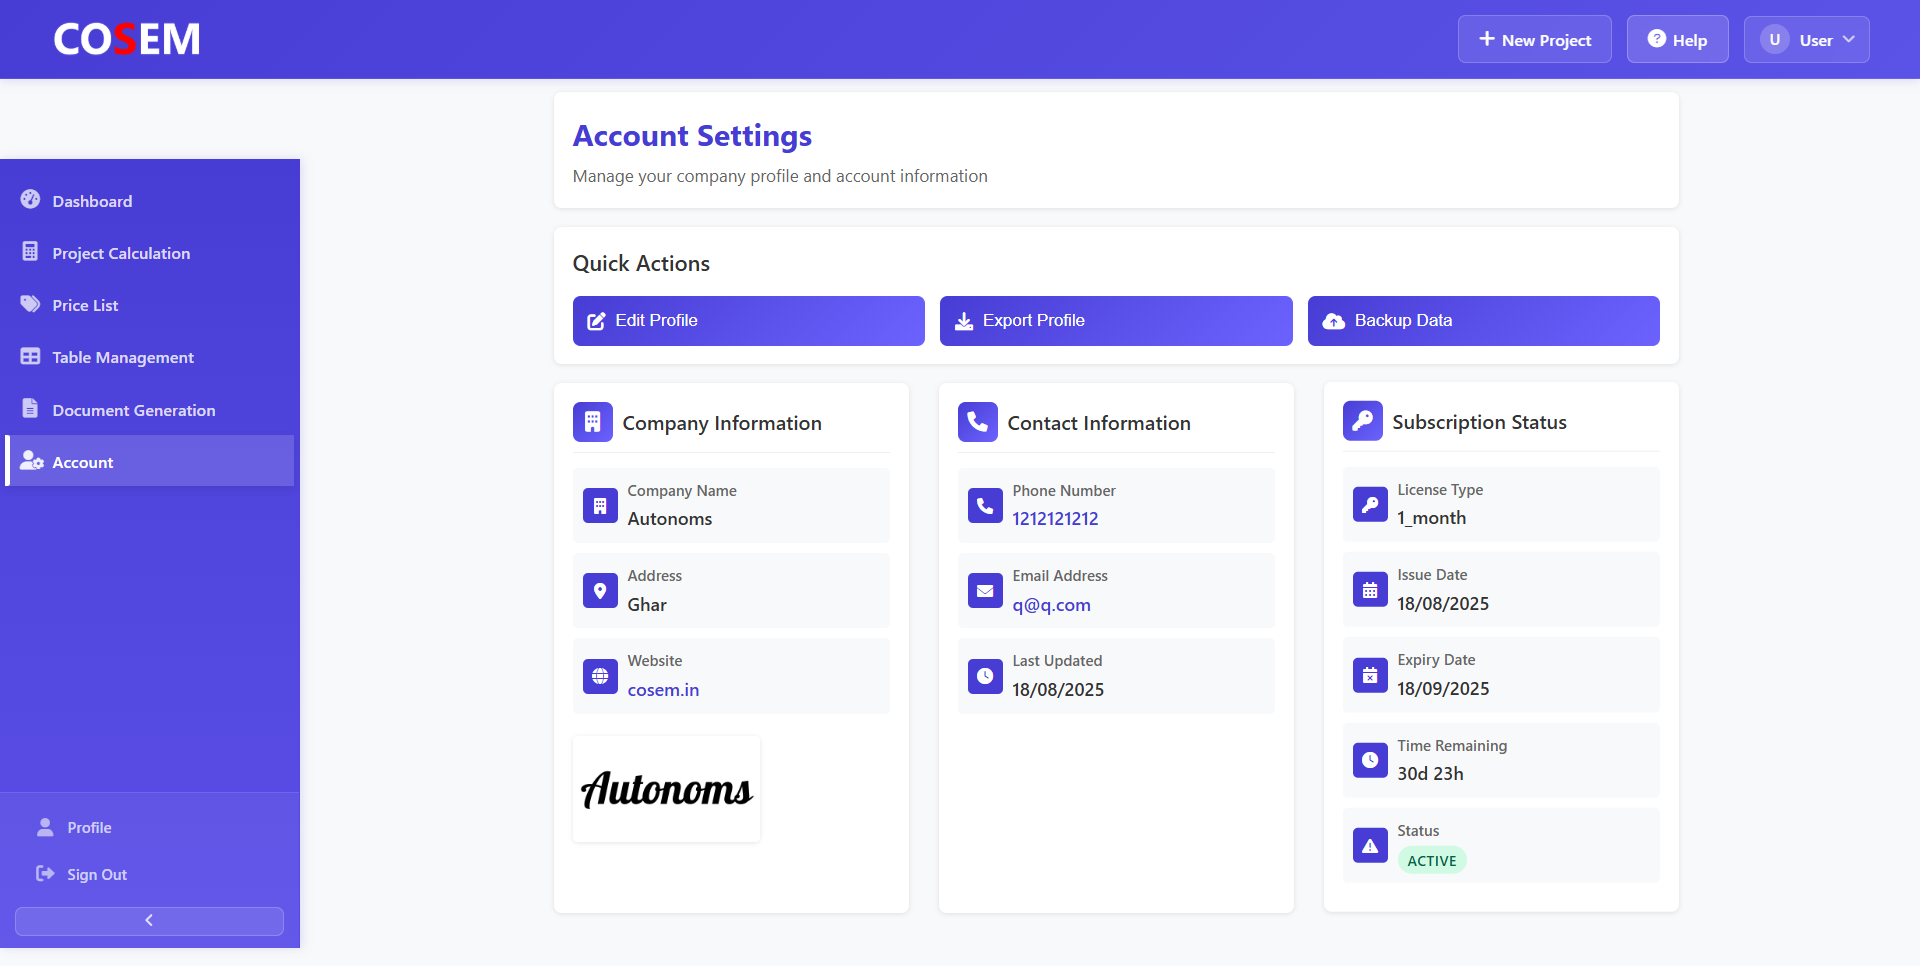 COSEM
New Project
Help
U
User
Dashboard
Project Calculation
Price List
Table Management
Document Generation
Account
Profile
Sign Out
Account Settings
Manage your company profile and account information
Quick Actions
Edit Profile
Export Profile
Backup Data
Company Information
Company Name
Autonoms
Address
Ghar
Website
cosem.in
Autonoms
Contact Information
Phone Number
1212121212
Email Address
q@q.com
Last Updated
18/08/2025
Subscription Status
License Type
1_month
Issue Date
18/08/2025
Expiry Date
18/09/2025
Time Remaining
30d 23h
Status
ACTIVE